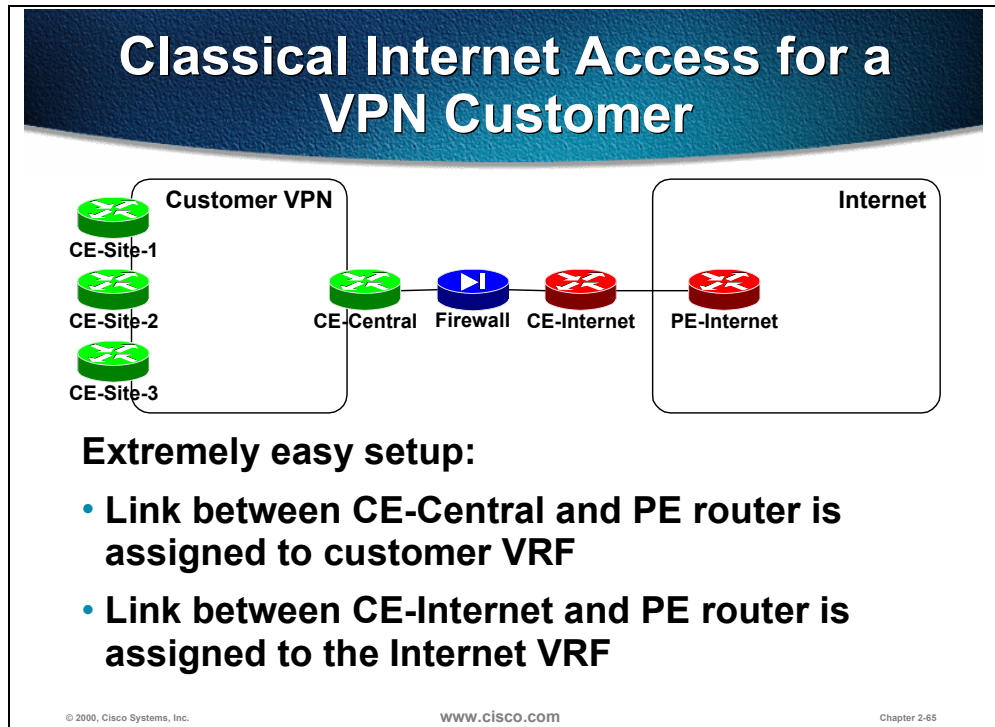 Classical Internet Access for a
VPN Customer
Customer VPN
Internet
CE-Site-1
CE-Site-2
CE-Site-3
CE-Central
Firewall
CE-Internet
PE-Internet
Extremely easy setup:
• Link between CE-Central and PE router is
assigned to customer VRF
• Link between CE-Internet and PE router is
assigned to the Internet VRF
© 2000, Cisco Systems, Inc.
www.cisco.com
Chapter 2-65